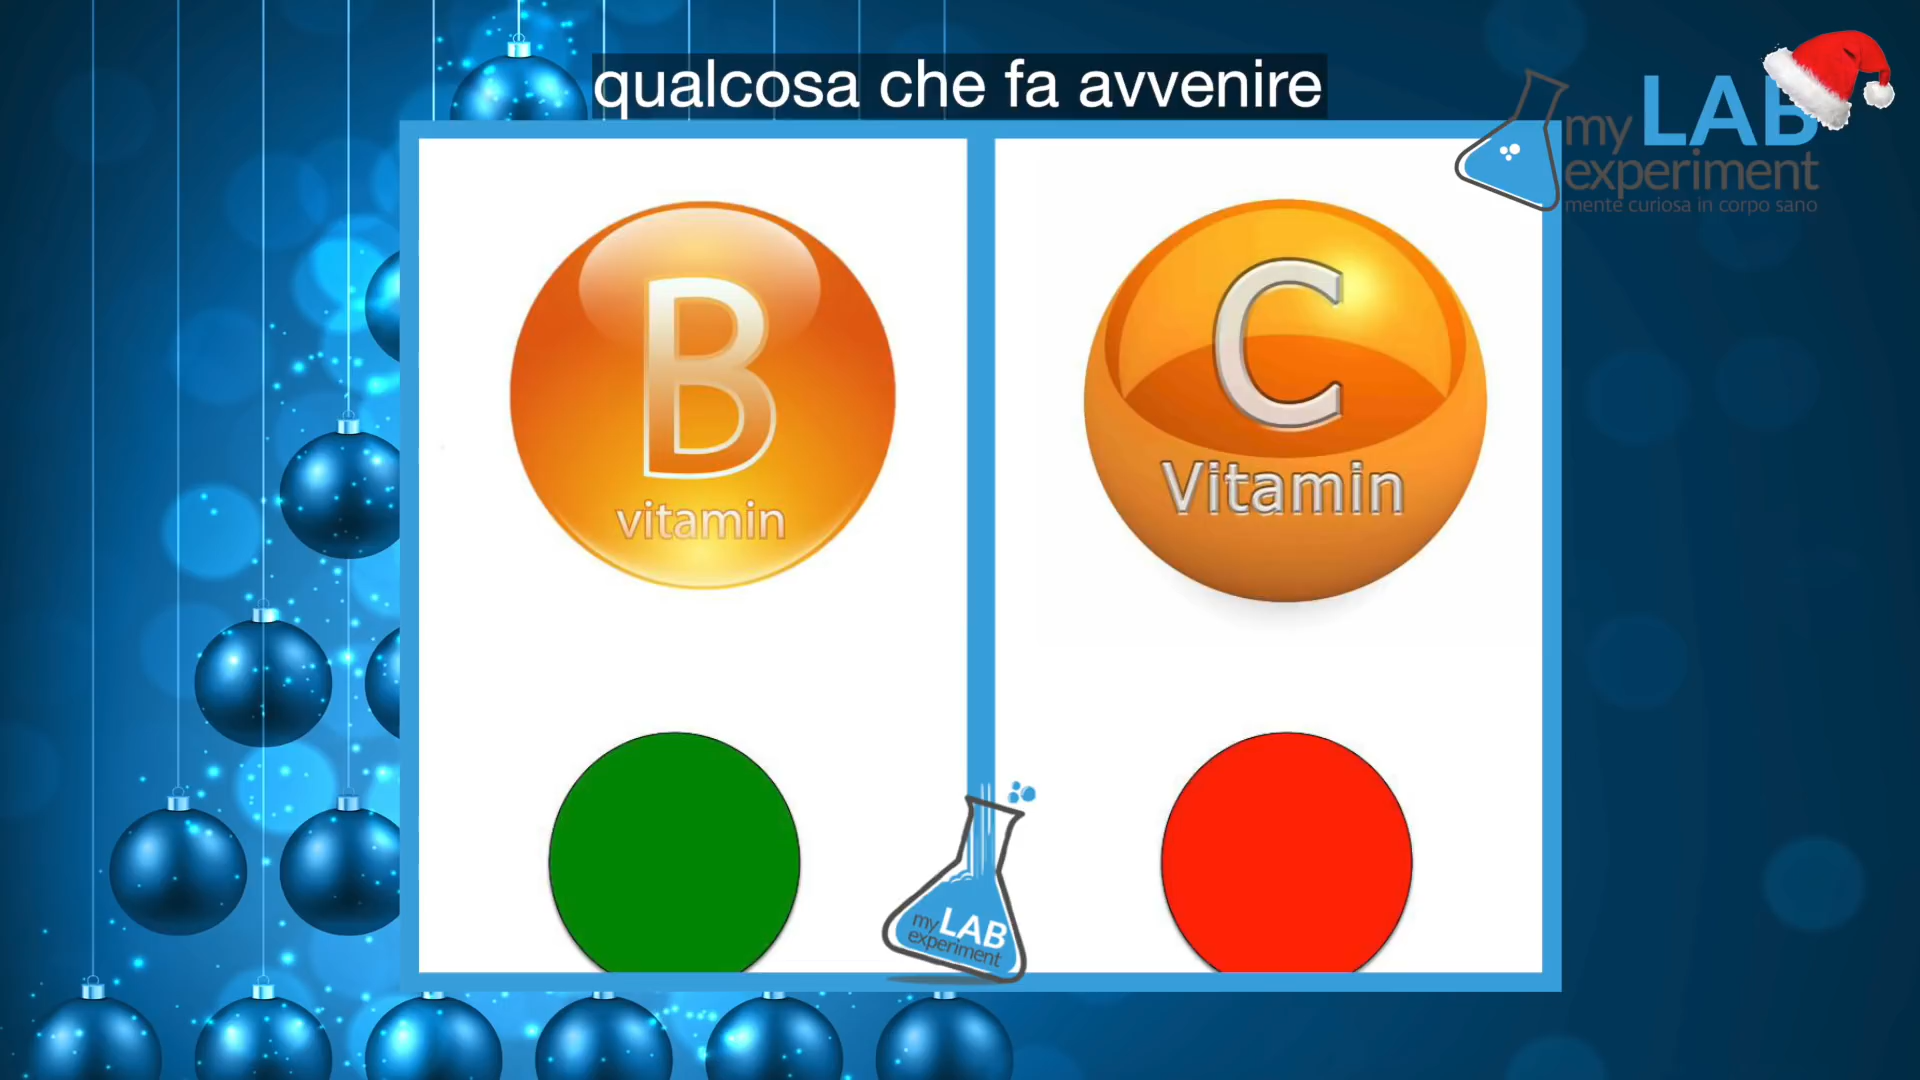 qualcosa che fa avvenire
my LAB
experiment
mente curiosa in corpo sano
B
vitamin
C
Vitamin
my LAB
experiment